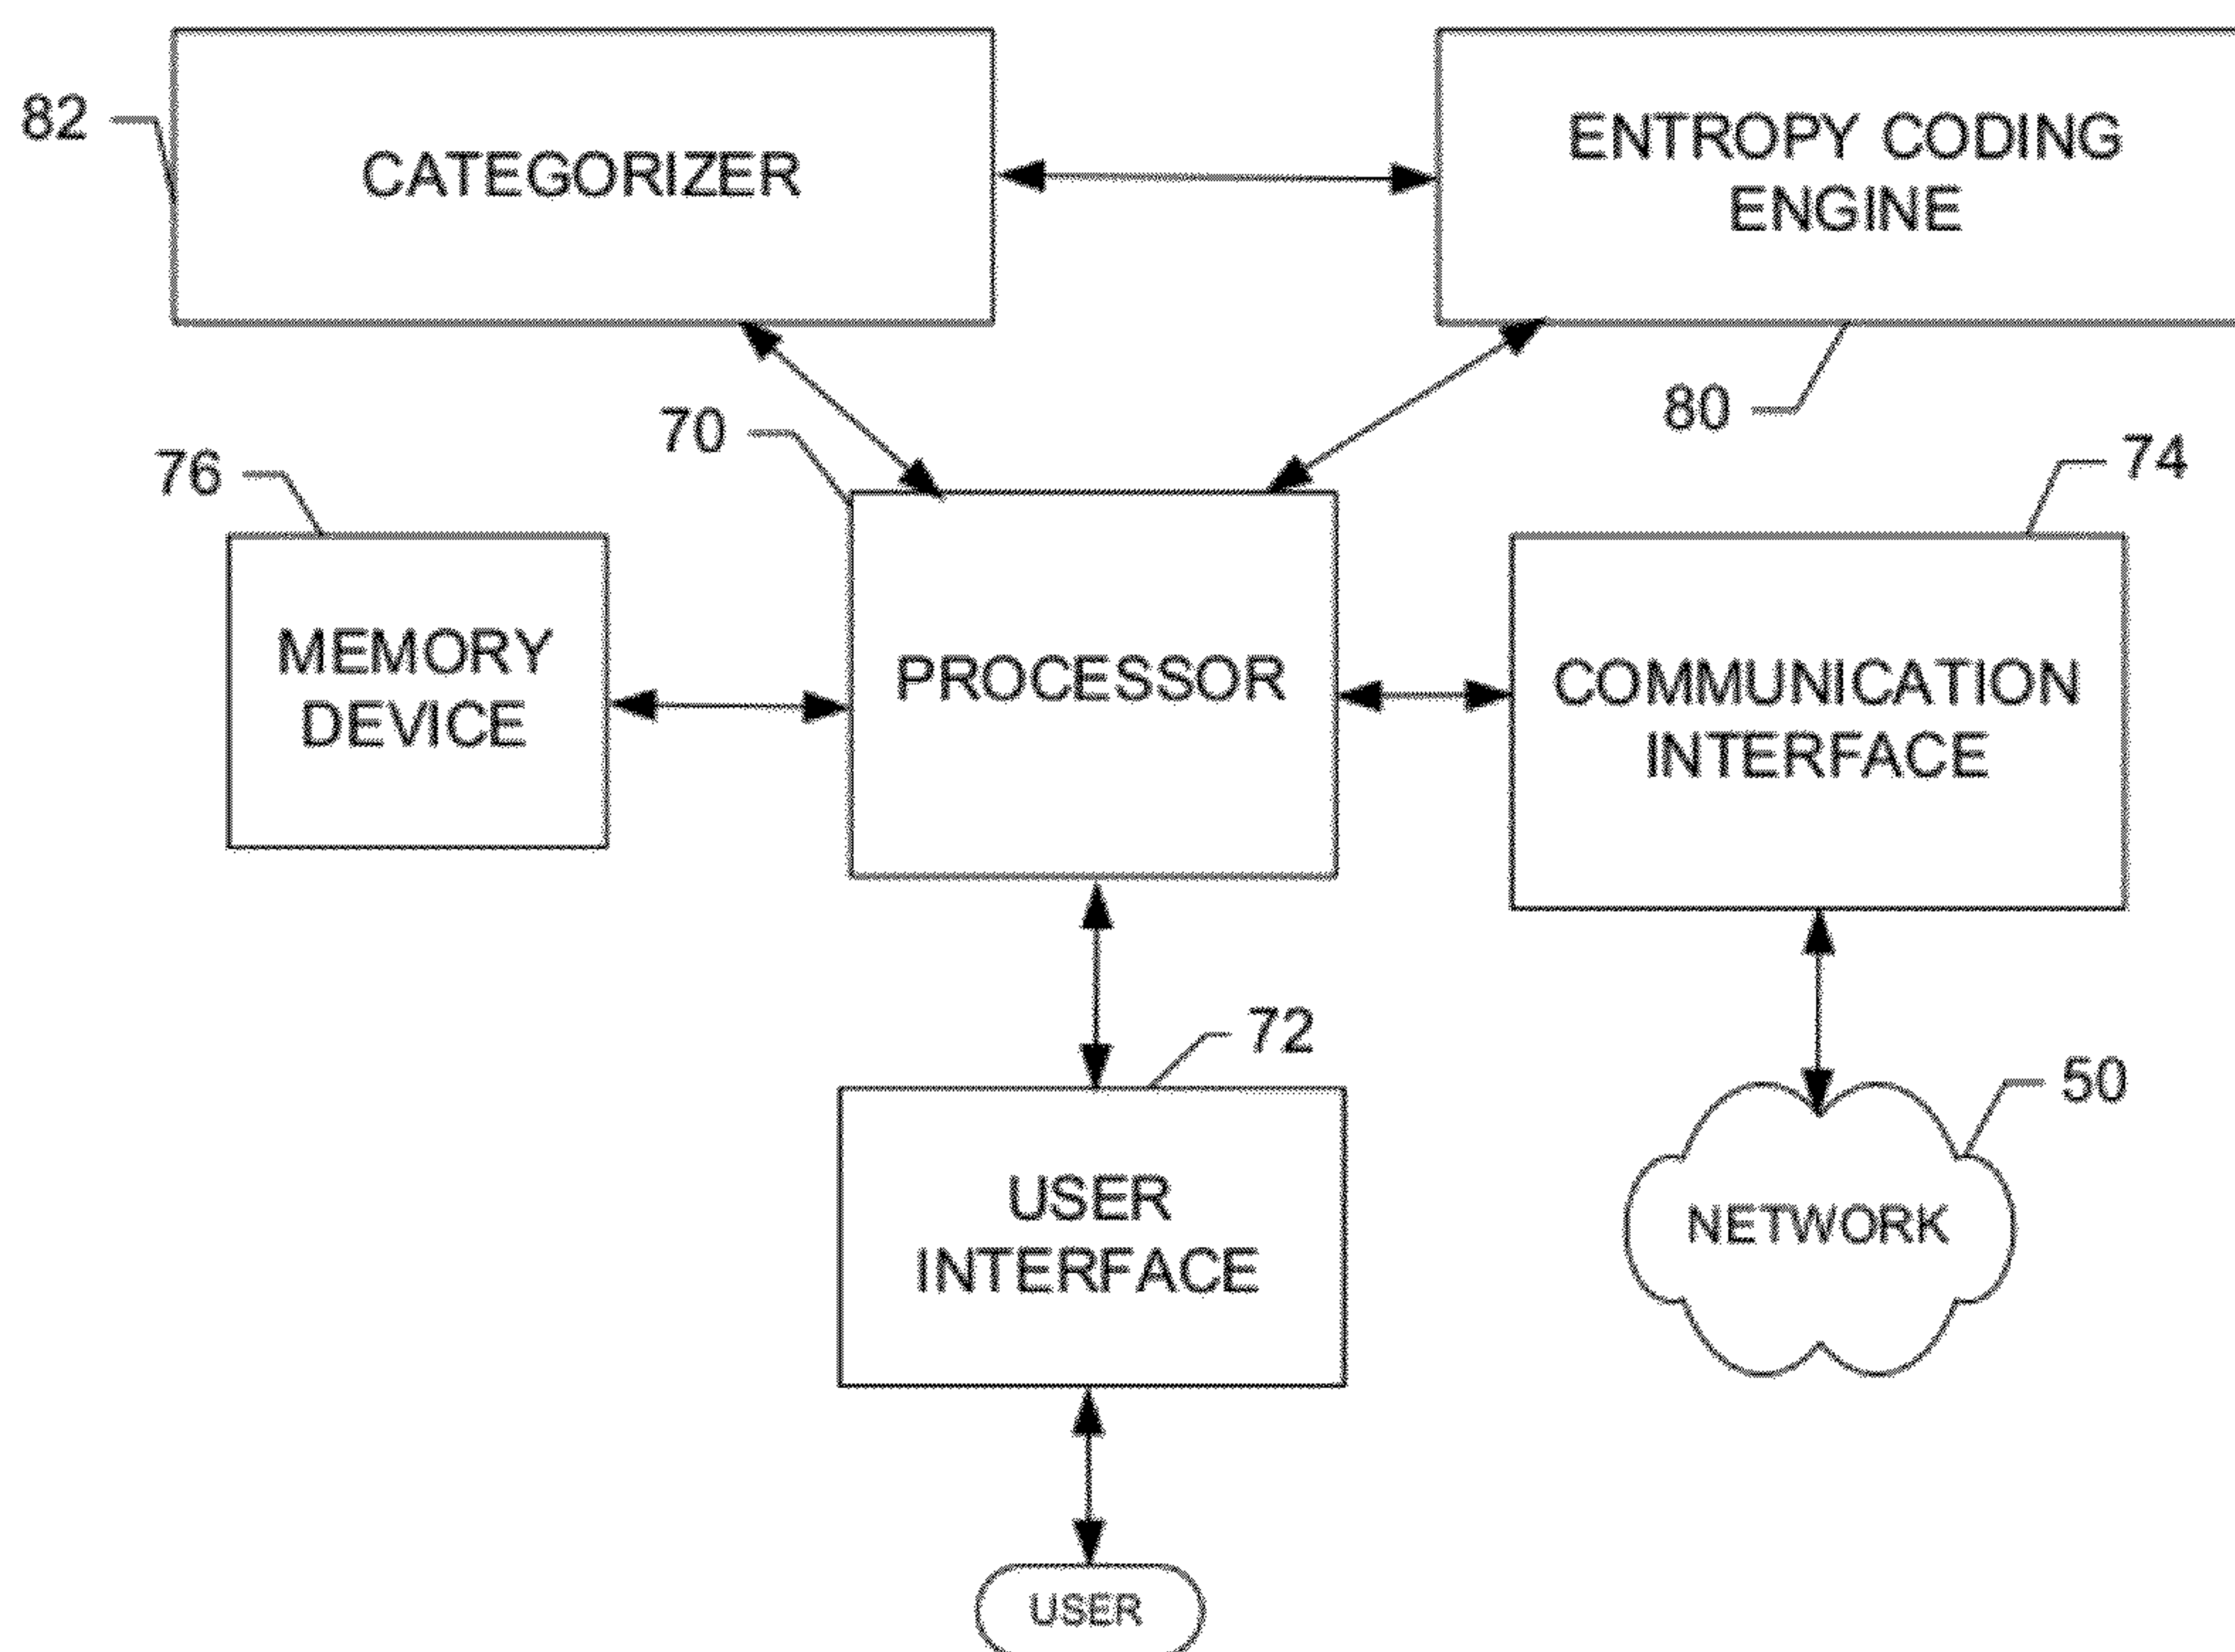 82
CATEGORIZER
ENTROPY CODING
ENGINE
80
70
76
74
MEMORY
DEVICE
PROCESSOR
COMMUNICATION
INTERFACE
72
50
USER
INTERFACE
NETWORK
USER